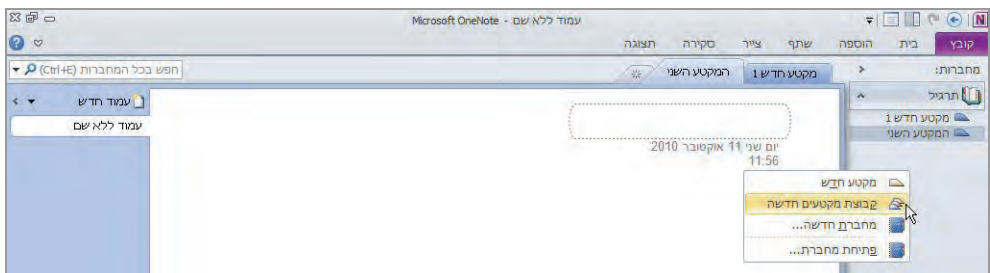 עמוד ללא שם - Microsoft OneNote
קובץ בית הוספה שתף צייר סקירה תצוגה
מחברות: מקטע חדש 1 המקטע השני חפש בכל המחברות (Ctrl+E)
תרגיל עמוד חדש
מקטע חדש 1 עמוד ללא שם
המקטע השני
יום שני 11 אוקטובר 2010
11:56
מקטע חדש
קבוצת מקטעים חדשה
מחברת חדשה...
פתיחת מחברת...